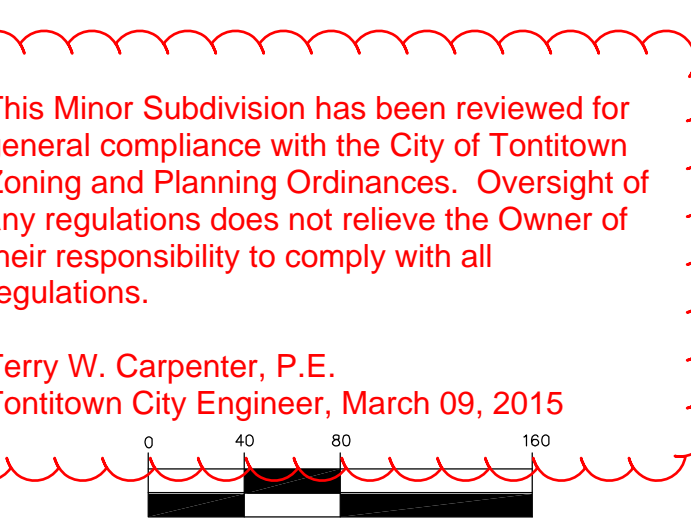 his Minor Subdivision has been reviewed for
eneral compliance with the City of Tontitown
oning and Planning Ordinances.  Oversight of
ny regulations does not relieve the Owner of
heir responsibility to comply with all
egulations.
erry W. Carpenter, P.E.
ontitown City Engineer, March 09, 2015
0 40 80 160